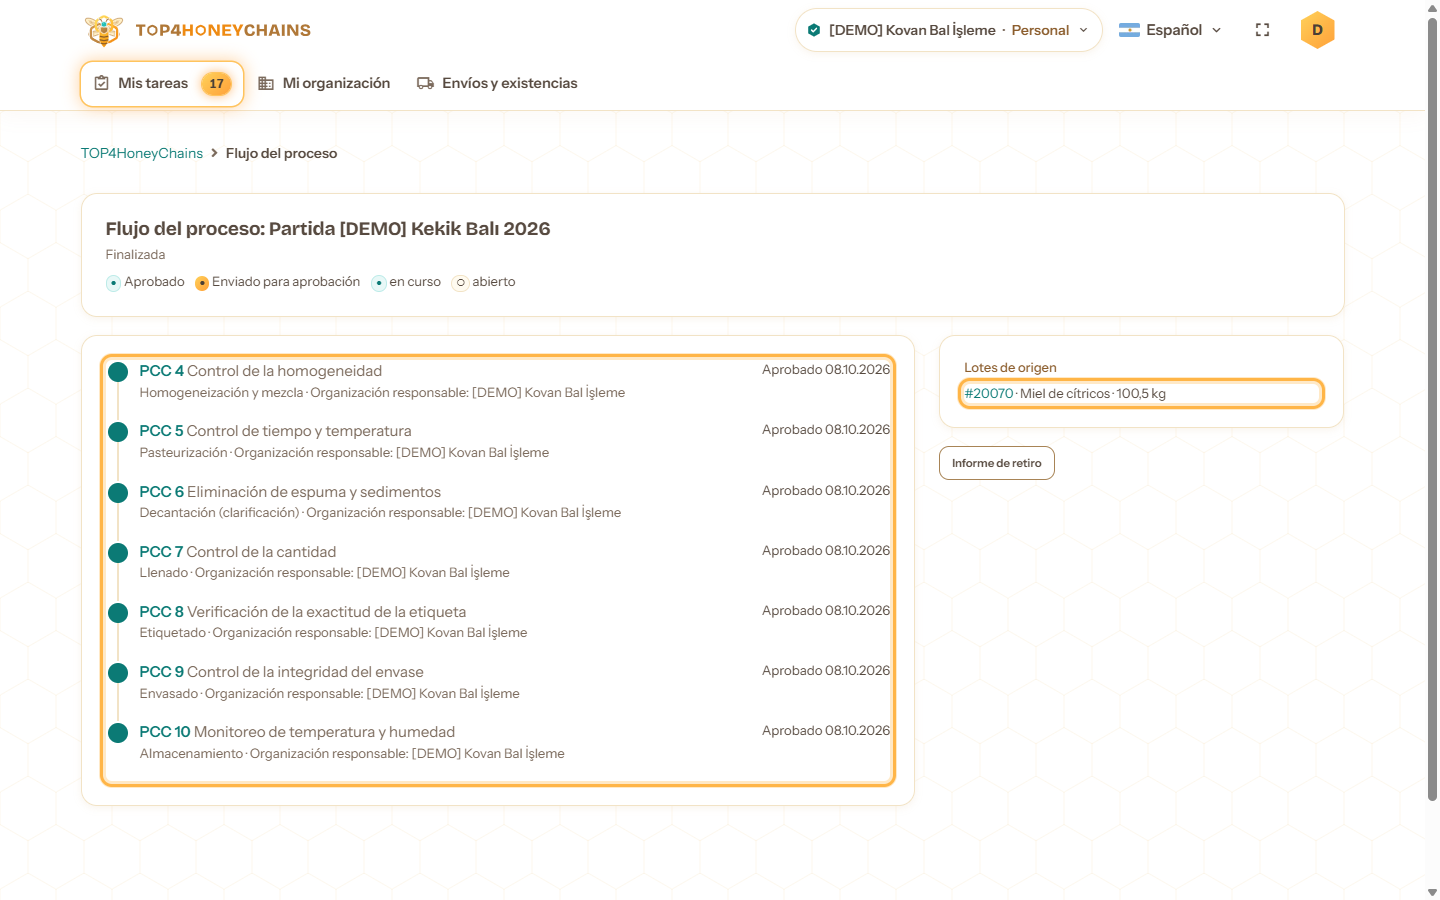 TOP4HONEYCHAINS
[DEMO] Kovan Bal İşleme · Personal
Español
D
Mis tareas 17
Mi organización
Envíos y existencias
TOP4HoneyChains > Flujo del proceso
Flujo del proceso: Partida [DEMO] Kekik Balı 2026
Finalizada
Aprobado Enviado para aprobación en curso abierto
PCC 4 Control de la homogeneidad Aprobado 08.10.2026
Homogeneización y mezcla · Organización responsable: [DEMO] Kovan Bal İşleme
PCC 5 Control de tiempo y temperatura Aprobado 08.10.2026
Pasteurización · Organización responsable: [DEMO] Kovan Bal İşleme
PCC 6 Eliminación de espuma y sedimentos Aprobado 08.10.2026
Decantación (clarificación) · Organización responsable: [DEMO] Kovan Bal İşleme
PCC 7 Control de la cantidad Aprobado 08.10.2026
Llenado · Organización responsable: [DEMO] Kovan Bal İşleme
PCC 8 Verificación de la exactitud de la etiqueta Aprobado 08.10.2026
Etiquetado · Organización responsable: [DEMO] Kovan Bal İşleme
PCC 9 Control de la integridad del envase Aprobado 08.10.2026
Envasado · Organización responsable: [DEMO] Kovan Bal İşleme
PCC 10 Monitoreo de temperatura y humedad Aprobado 08.10.2026
Almacenamiento · Organización responsable: [DEMO] Kovan Bal İşleme
Lotes de origen
#20070 · Miel de cítricos · 100,5 kg
Informe de retiro